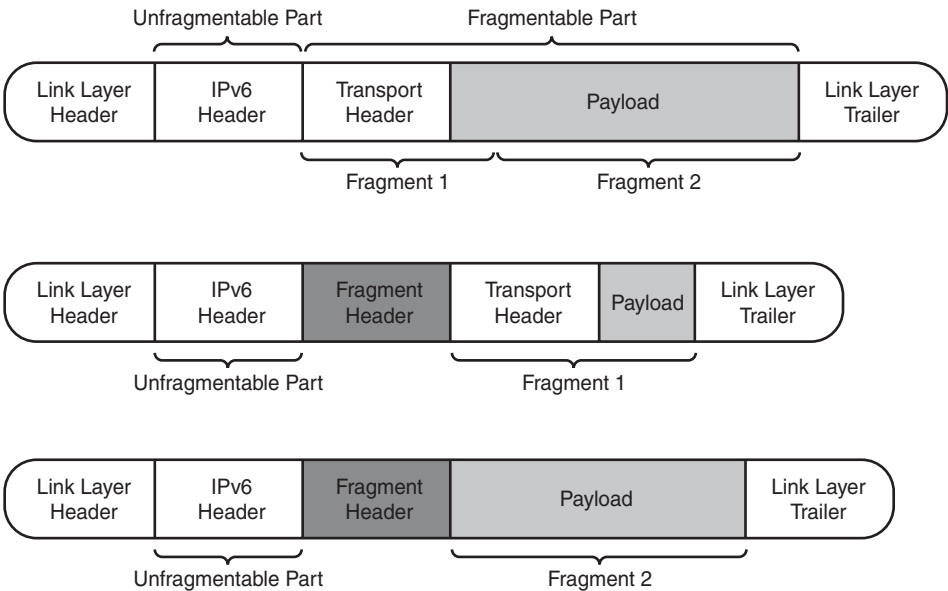 Unfragmentable Part
Fragmentable Part
Link Layer
Header
IPv6
Header
Transport
Header
Payload
Link Layer
Trailer
Fragment 1
Fragment 2
Link Layer
Header
IPv6
Header
Fragment
Header
Transport
Header
Payload
Link Layer
Trailer
Unfragmentable Part
Fragment 1
Link Layer
Header
IPv6
Header
Fragment
Header
Payload
Link Layer
Trailer
Unfragmentable Part
Fragment 2